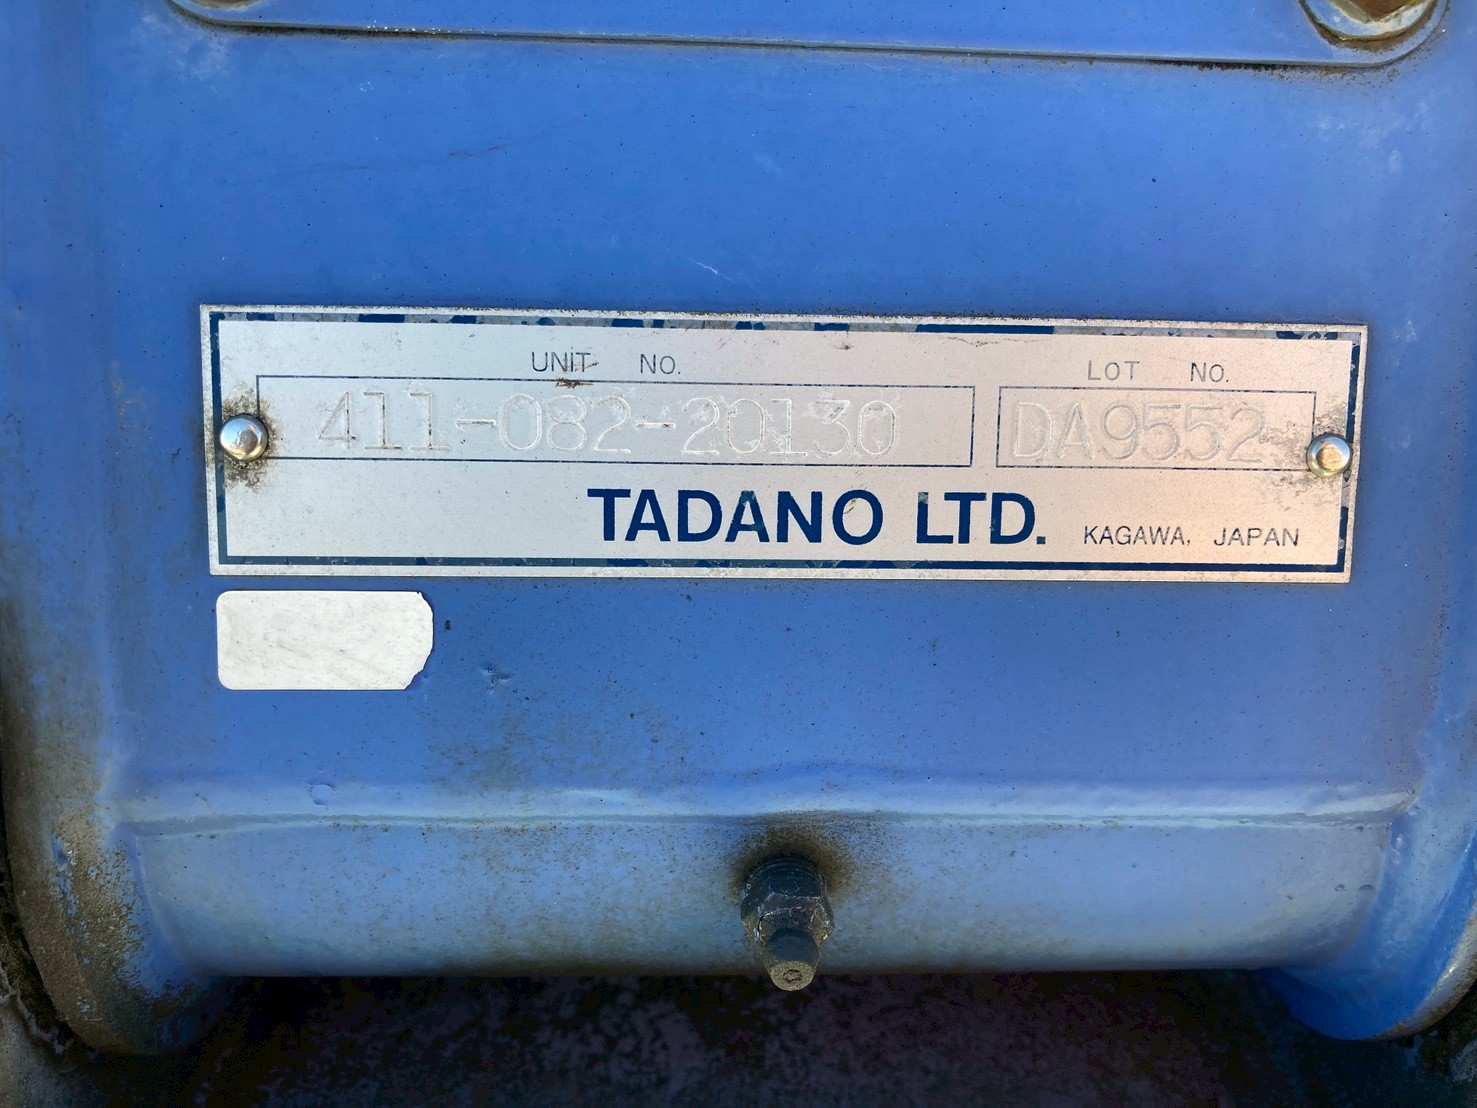 UNIT NO. LOT NO.
411-082-20130 DA9552
TADANO LTD. KAGAWA, JAPAN